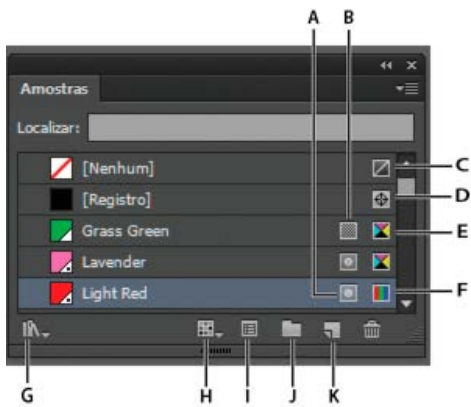 A B
Amostras
Localizar:
[Nenhum] C
[Registro] D
Grass Green E
Lavender
Light Red F
G H I J K